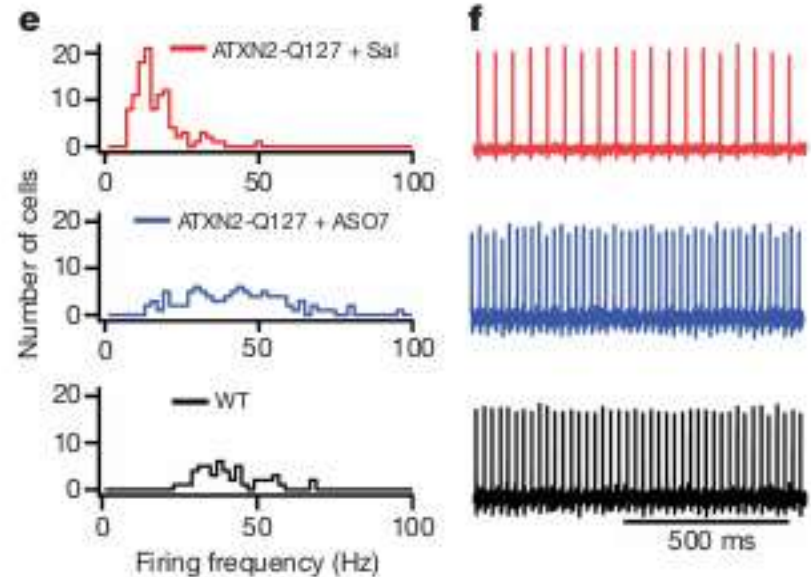 e
f
20
10
0
ATXN2-Q127 + Sal
0 50 100
20
10
0
ATXN2-Q127 + ASO7
0 50 100
20
10
0
WT
0 50 100
Number of cells
Firing frequency (Hz)
500 ms